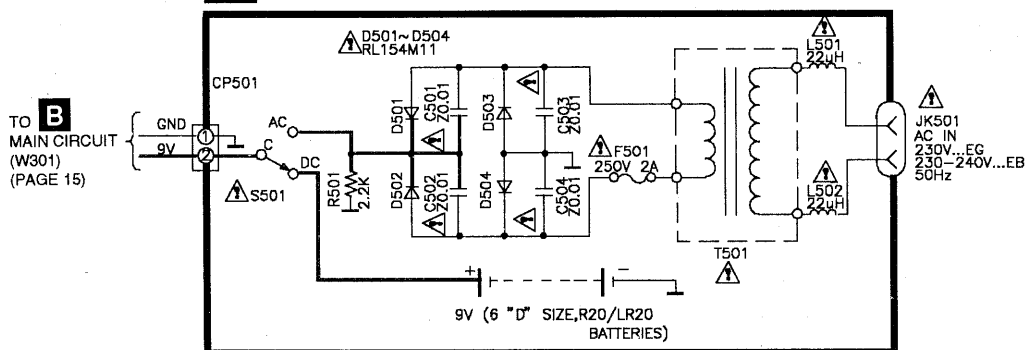 D501~D504
RL154M11
CP501
TO B
MAIN CIRCUIT
(W301)
(PAGE 15)
GND
9V
1
2
C
AC
DC
S501
R501
2.2K
D501
D502
C501
Z0.01
C502
Z0.01
D503
D504
C503
Z0.01
C504
Z0.01
F501
250V 2A
T501
L501
22uH
L502
22uH
JK501
AC IN
230V...EG
230-240V...EB
50Hz
+
-
9V (6 "D" SIZE,R20/LR20
BATTERIES)